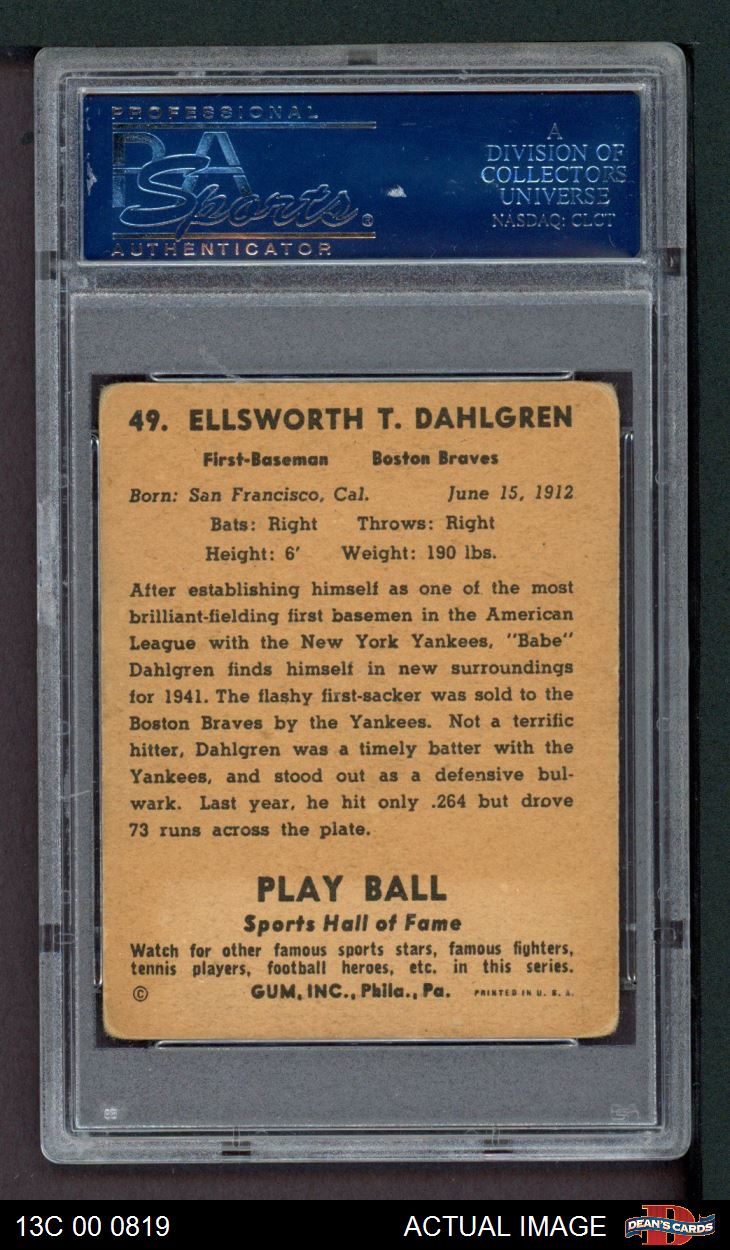 PROFESSIONAL
PSA
Sports®
AUTHENTICATOR
A
DIVISION OF
COLLECTORS
UNIVERSE
NASDAQ: CLCT
49. ELLSWORTH T. DAHLGREN
First-Baseman Boston Braves
Born: San Francisco, Cal. June 15, 1912
Bats: Right Throws: Right
Height: 6' Weight: 190 lbs.
After establishing himself as one of the most
brilliant-fielding first basemen in the American
League with the New York Yankees, "Babe"
Dahlgren finds himself in new surroundings
for 1941. The flashy first-sacker was sold to the
Boston Braves by the Yankees. Not a terrific
hitter, Dahlgren was a timely batter with the
Yankees, and stood out as a defensive bul-
wark. Last year, he hit only .264 but drove
73 runs across the plate.
PLAY BALL
Sports Hall of Fame
Watch for other famous sports stars, famous fighters,
tennis players, football heroes, etc. in this series.
© GUM, INC., Phila., Pa. PRINTED IN U. S. A.
13C 00 0819 ACTUAL IMAGE DEAN'S CARDS